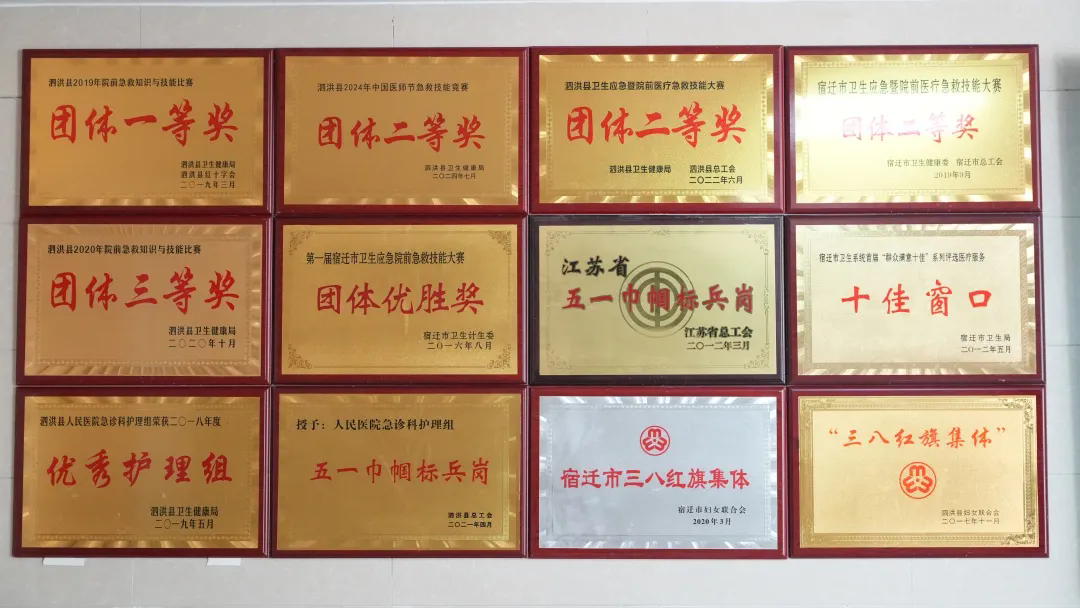 泗洪县2019年院前急救知识与技能比赛
团体一等奖
泗洪县卫生健康局
泗洪县红十字会
二〇一九年三月
泗洪县2024年中国医师节急救技能竞赛
团体二等奖
泗洪县卫生健康局
二〇二四年七月
泗洪县卫生应急暨院前医疗急救技能大赛
团体二等奖
泗洪县卫生健康局 泗洪县总工会
二〇二二年六月
宿迁市卫生应急暨院前医疗急救技能大赛
团体二等奖
宿迁市卫生健康委 宿迁市总工会
2019年9月
泗洪县2020年院前急救知识与技能比赛
团体三等奖
泗洪县卫生健康局
二〇二〇年十月
第一届宿迁市卫生应急院前急救技能大赛
团体优胜奖
宿迁市卫生计生委
二〇一六年八月
江苏省
五一巾帼标兵岗
江苏省总工会
二〇一二年三月
宿迁市卫生系统首届“群众满意十佳”系列评选医疗服务
十佳窗口
宿迁市卫生局
二〇一二年五月
泗洪县人民医院急诊科护理组荣获二〇一八年度
优秀护理组
泗洪县卫生健康局
二〇一九年五月
授予:人民医院急诊科护理组
五一巾帼标兵岗
泗洪县总工会
二〇二一年四月
宿迁市三八红旗集体
宿迁市妇女联合会
2020年3月
“三八红旗集体”
泗洪县妇女联合会
二〇一七年十一月